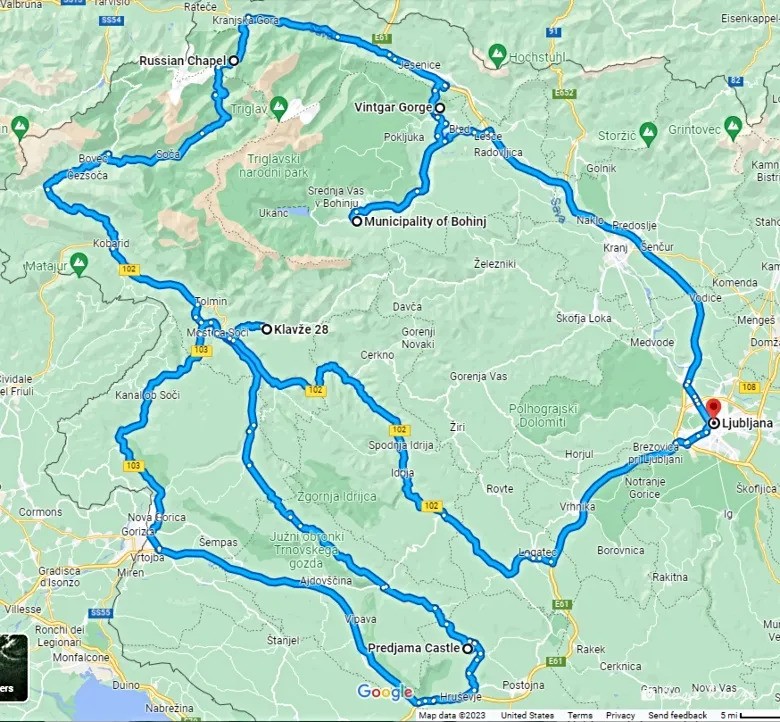 Valbruna
Tarvisio
Rateče
SS54
Kranjska Gora
E61
91
Eisenkappel
Hochstuhl
Jesenice
82
Russian Chapel
Vintgar Gorge
E652
Triglav
Storžič
Grintovec
Pokljuka
Bled
Lesce
Radovljica
Bovec
Soča
Čezsoča
Triglavski
narodni park
Golnik
Srednja Vas
v Bohinju
Ukanc
Municipality of Bohinj
Sava
Naklo
Predoslje
Kranj
Šenčur
Kobarid
Matajur
102
Železniki
Komenda
Vodice
Tolmin
Davča
Mengeš
Most na Soči
Klavže 28
Gorenji
Novaki
Škofja Loka
Medvode
103
Cerkno
Gorenja Vas
Cividale
el Friuli
Kanal ob Soči
102
108
Polhograjski
Dolomiti
Ljubljana
102
Žiri
Spodnja Idrija
Horjul
Brezovica
pri Ljubljani
103
Idrija
Notranje
Gorice
Škofljica
Rovte
Zgornja Idrijca
Vrhnika
Ig
Cormons
Nova Gorica
Gorizia
102
Južni obronki
Trnovskega
gozda
Šempas
Logatec
Borovnica
Vrtojba
Miren
Gradisca
d'Isonzo
Ajdovščina
Rakitna
Villesse
SS55
E61
Vipava
Ronchi dei
Legionari
Štanjel
Predjama Castle
Rakek
Monfalcone
E61
Cerknica
Duino
Postojna
Google
Hruševje
Grahovo
Nova Vas
Nabrežina
ers
Map data ©2023
United States
Terms
Privacy
Send feedback
5 mi